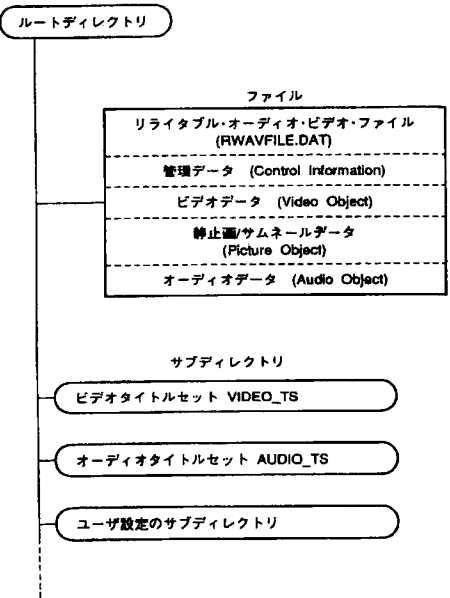 ルートディレクトリ
ファイル
リライタブル・オーディオ・ビデオ・ファイル
(RWAVFILE.DAT)
管理データ (Control Information)
ビデオデータ (Video Object)
静止画/サムネールデータ
(Picture Object)
オーディオデータ (Audio Object)
サブディレクトリ
ビデオタイトルセット VIDEO_TS
オーディオタイトルセット AUDIO_TS
ユーザ設定のサブディレクトリ